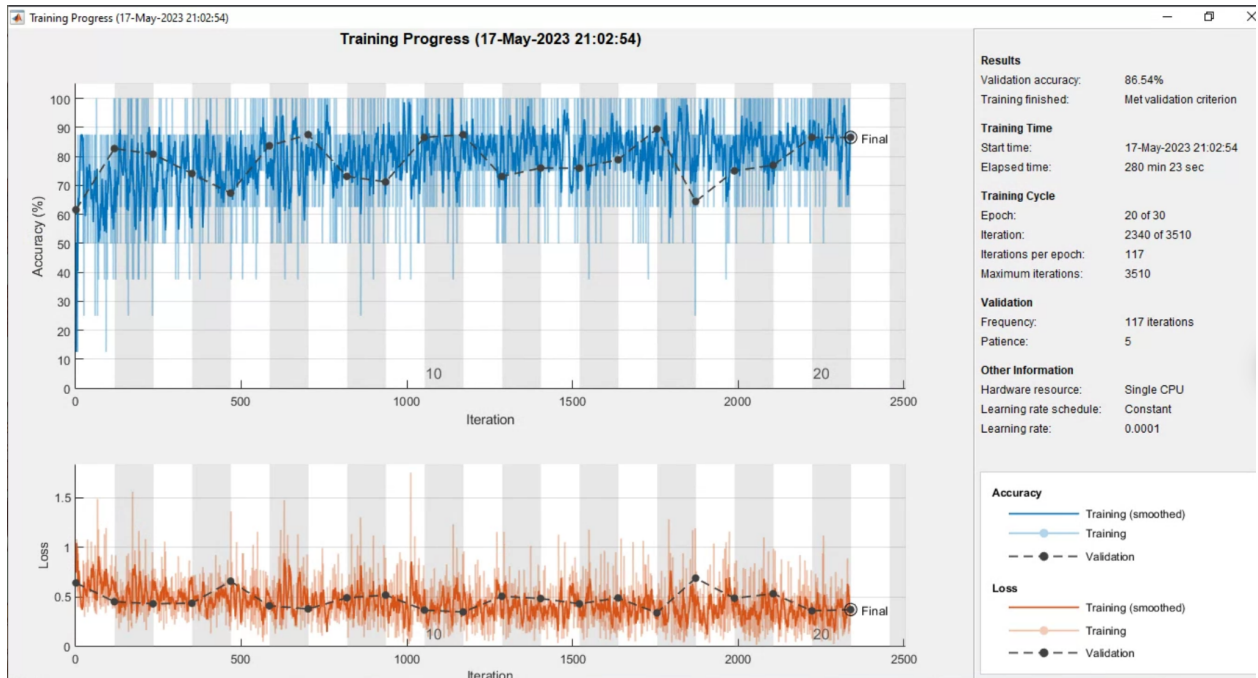 Training Progress (17-May-2023 21:02:54)
Training Progress (17-May-2023 21:02:54)
100
90
80
70
60
50
40
30
20
10
0
Accuracy (%)
Final
10
20
0
500
1000
1500
2000
2500
Iteration
1.5
1
0.5
0
Loss
Final
10
20
0
500
1000
1500
2000
2500
Iteration
Results
Validation accuracy: 86.54%
Training finished: Met validation criterion
Training Time
Start time: 17-May-2023 21:02:54
Elapsed time: 280 min 23 sec
Training Cycle
Epoch: 20 of 30
Iteration: 2340 of 3510
Iterations per epoch: 117
Maximum iterations: 3510
Validation
Frequency: 117 iterations
Patience: 5
Other Information
Hardware resource: Single CPU
Learning rate schedule: Constant
Learning rate: 0.0001
Accuracy
Training (smoothed)
Training
Validation
Loss
Training (smoothed)
Training
Validation